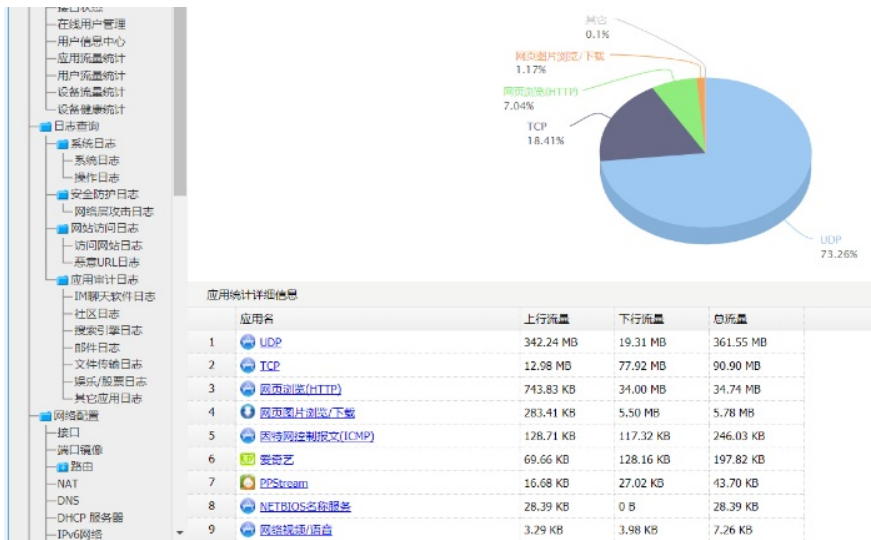 接口状态
在线用户管理
用户信息中心
应用流量统计
用户流量统计
设备流量统计
设备健康统计
日志查询
系统日志
系统日志
操作日志
安全防护日志
网络层攻击日志
网站访问日志
访问网站日志
恶意URL日志
应用审计日志
IM聊天软件日志
社区日志
搜索引擎日志
邮件日志
文件传输日志
娱乐/股票日志
其它应用日志
网络配置
接口
端口镜像
路由
NAT
DNS
DHCP 服务器
IPv6网络
其它
0.1%
网页图片浏览/下载
1.17%
网页浏览(HTTP)
7.04%
TCP
18.41%
UDP
73.26%
应用统计详细信息
应用名 上行流量 下行流量 总流量
1 UDP 342.24 MB 19.31 MB 361.55 MB
2 TCP 12.98 MB 77.92 MB 90.90 MB
3 网页浏览(HTTP) 743.83 KB 34.00 MB 34.74 MB
4 网页图片浏览/下载 283.41 KB 5.50 MB 5.78 MB
5 因特网控制报文(ICMP) 128.71 KB 117.32 KB 246.03 KB
6 爱奇艺 69.66 KB 128.16 KB 197.82 KB
7 PPStream 16.68 KB 27.02 KB 43.70 KB
8 NETBIOS名称服务 28.39 KB 0 B 28.39 KB
9 网络视频/语音 3.29 KB 3.98 KB 7.26 KB